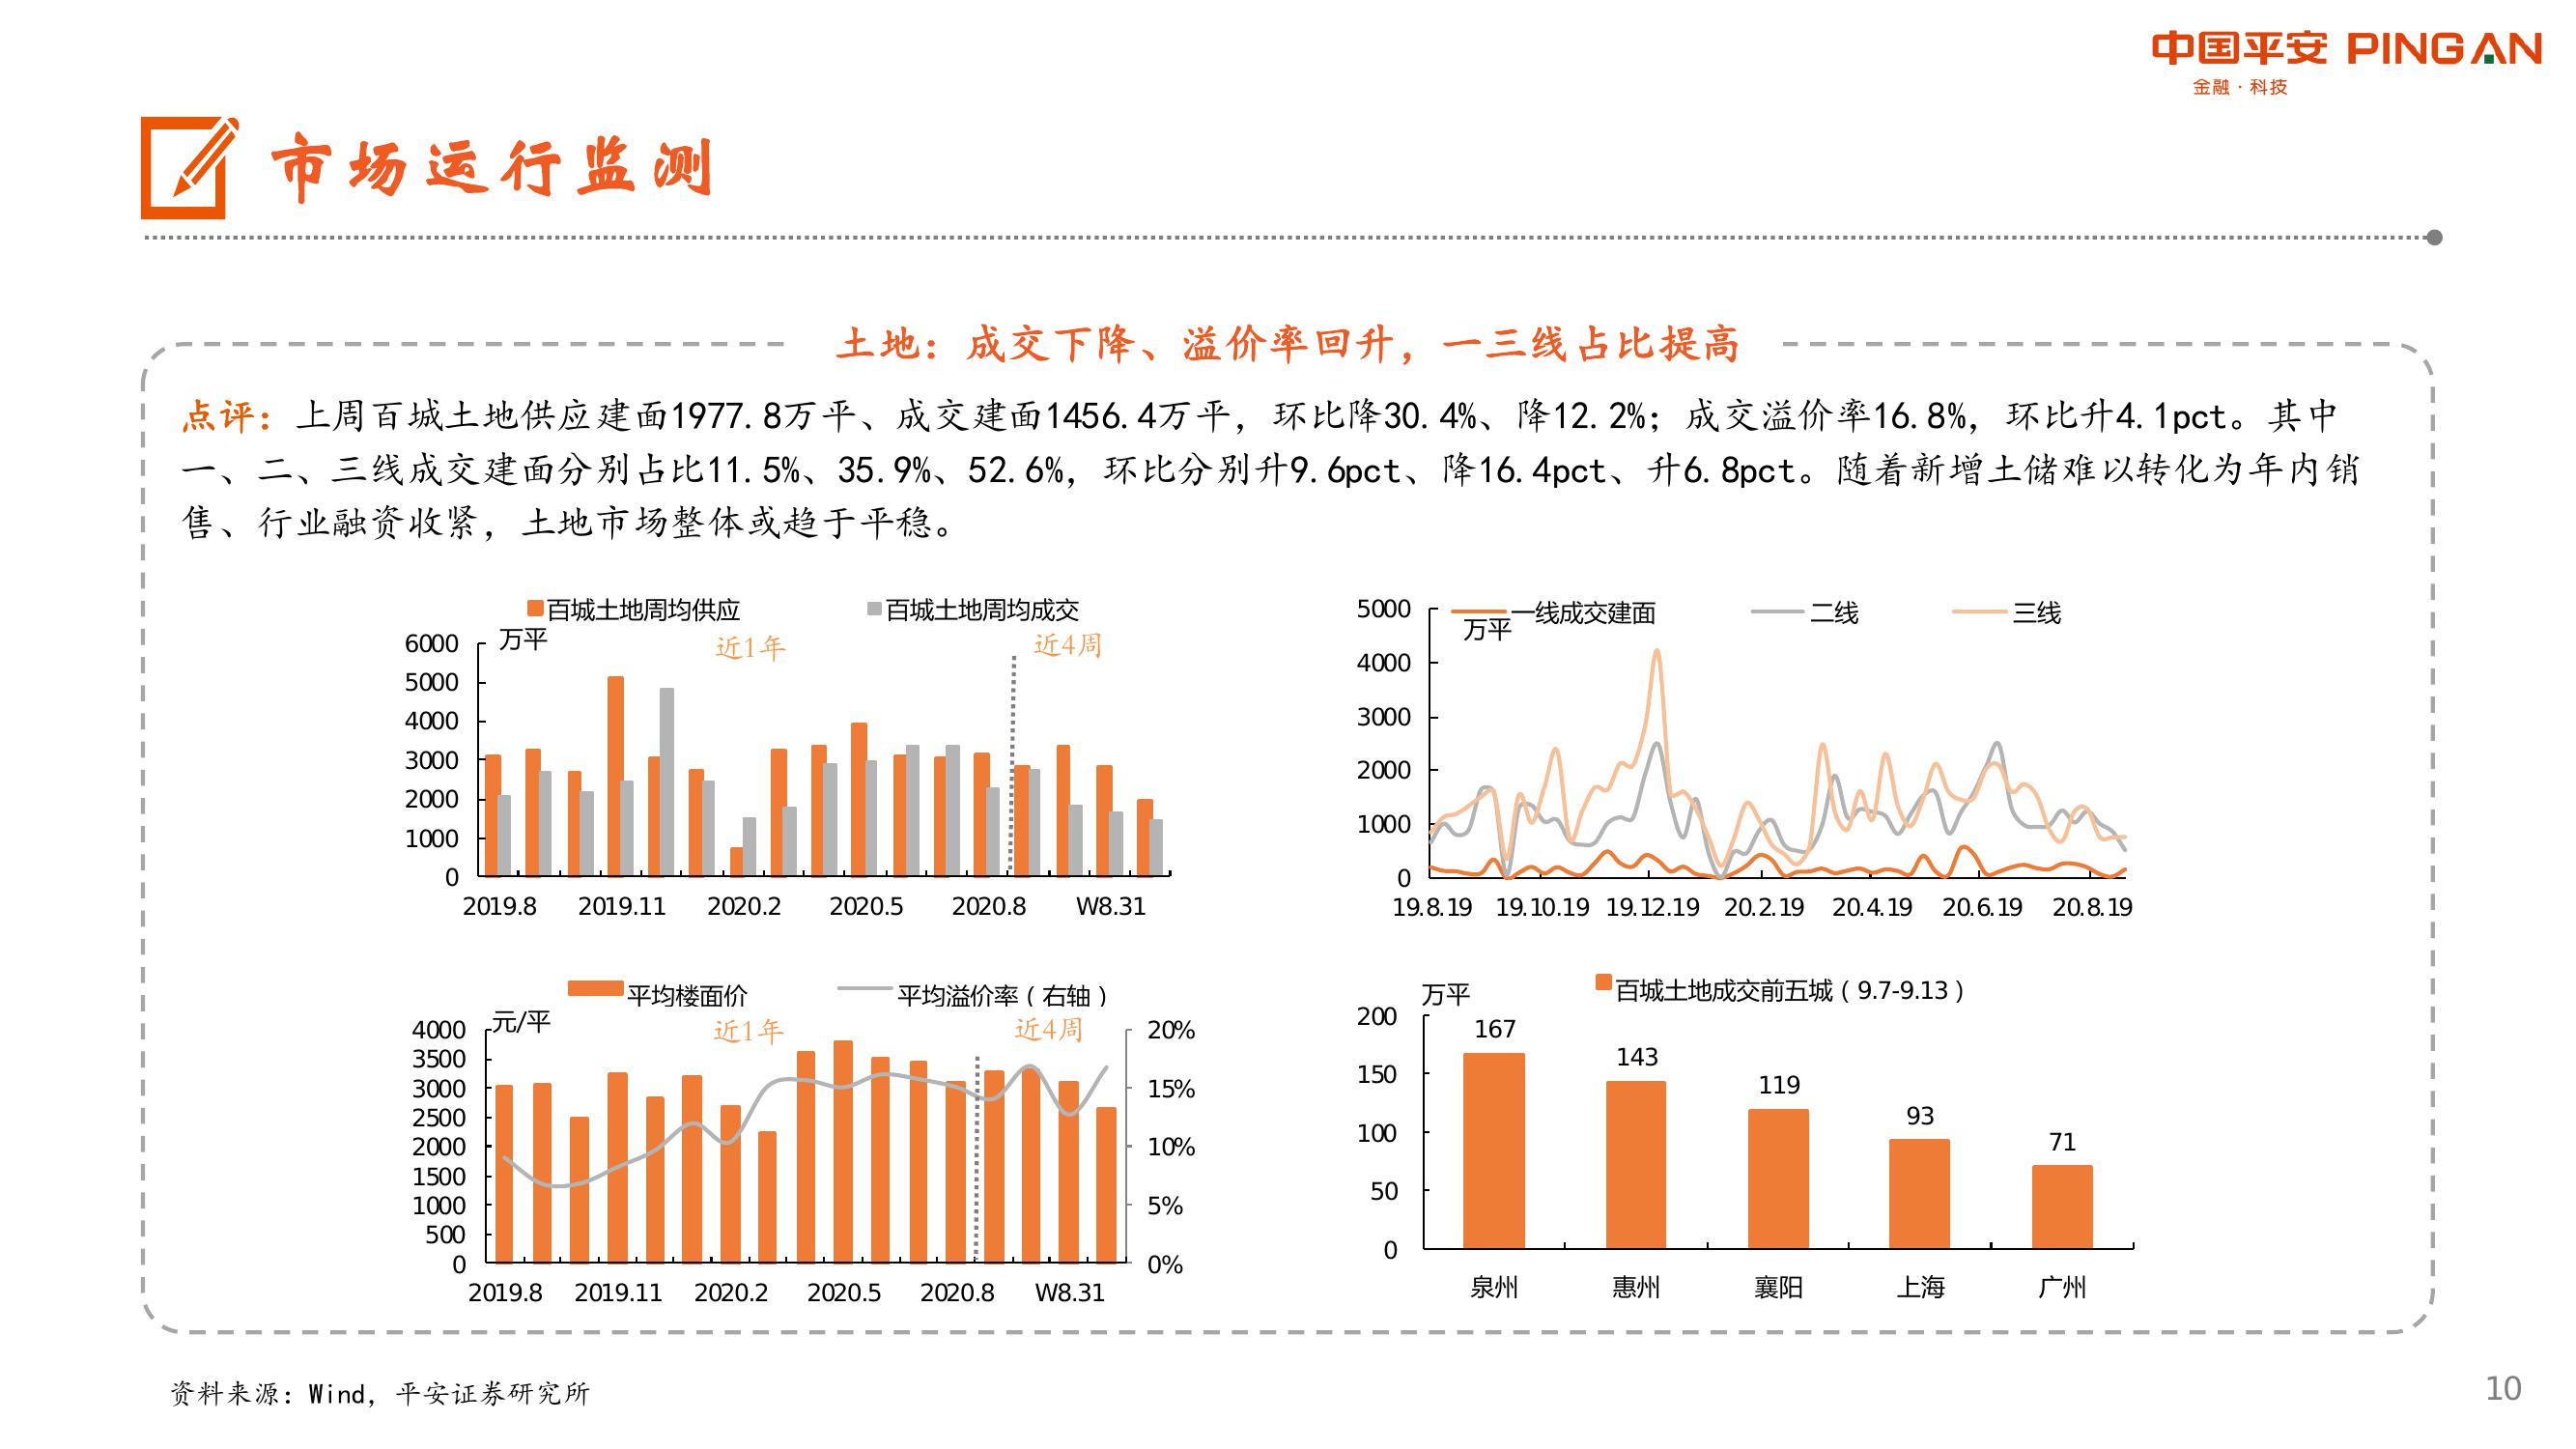 中国平安 PINGAN
金融·科技
市场运行监测
土地：成交下降、溢价率回升，一三线占比提高
点评：上周百城土地供应建面1977.8万平、成交建面1456.4万平，环比降30.4%、降12.2%；成交溢价率16.8%，环比升4.1pct。其中
一、二、三线成交建面分别占比11.5%、35.9%、52.6%，环比分别升9.6pct、降16.4pct、升6.8pct。随着新增土储难以转化为年内销
售、行业融资收紧，土地市场整体或趋于平稳。
百城土地周均供应 百城土地周均成交
万平 近1年 近4周
6000
5000
4000
3000
2000
1000
0
2019.8 2019.11 2020.2 2020.5 2020.8 W8.31
一线成交建面 二线 三线
万平
5000
4000
3000
2000
1000
0
19.8.19 19.10.19 19.12.19 20.2.19 20.4.19 20.6.19 20.8.19
平均楼面价 平均溢价率（右轴）
元/平 近1年 近4周
4000
3500
3000
2500
2000
1500
1000
500
0
20%
15%
10%
5%
0%
2019.8 2019.11 2020.2 2020.5 2020.8 W8.31
万平 百城土地成交前五城（9.7-9.13）
200
150
100
50
0
167 143 119 93 71
泉州 惠州 襄阳 上海 广州
资料来源：Wind，平安证券研究所
10